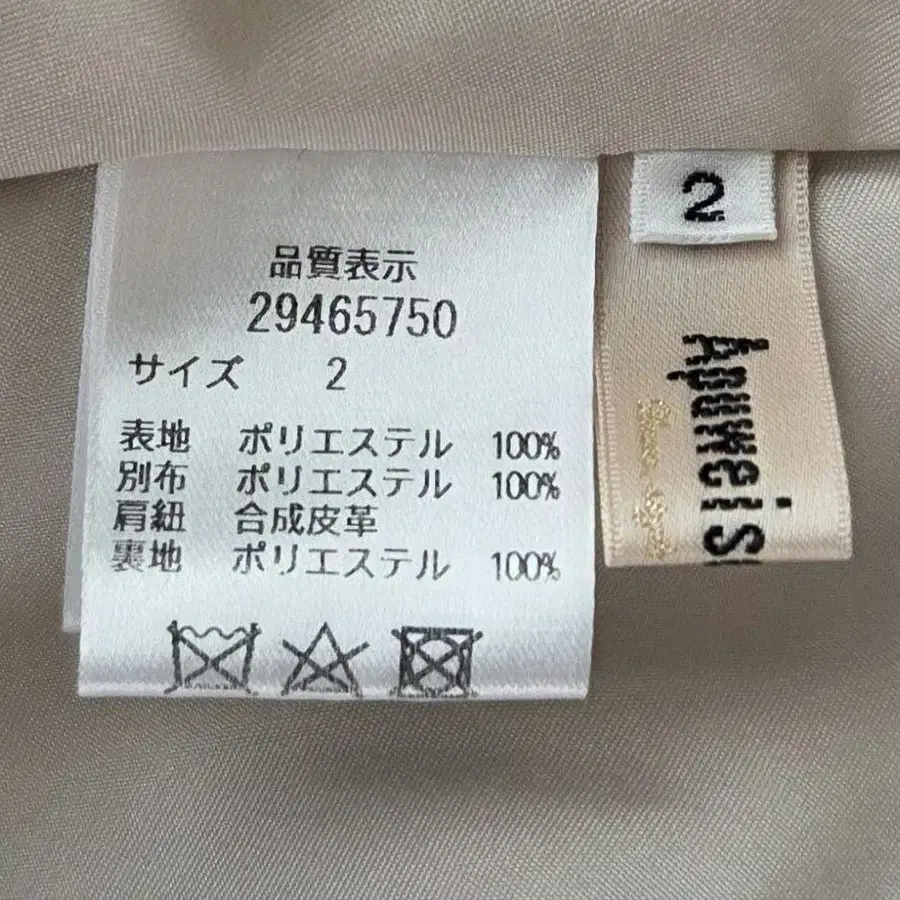 品質表示
29465750
サイズ 2
表地 ポリエステル 100%
別布 ポリエステル 100%
肩紐 合成皮革
裏地 ポリエステル 100%
2
Apuweis